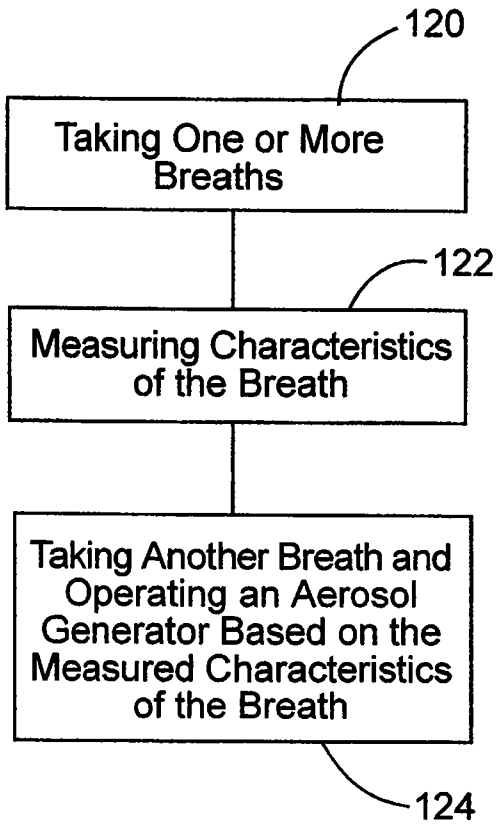 120
Taking One or More
Breaths
122
Measuring Characteristics
of the Breath
Taking Another Breath and
Operating an Aerosol
Generator Based on the
Measured Characteristics
of the Breath
124